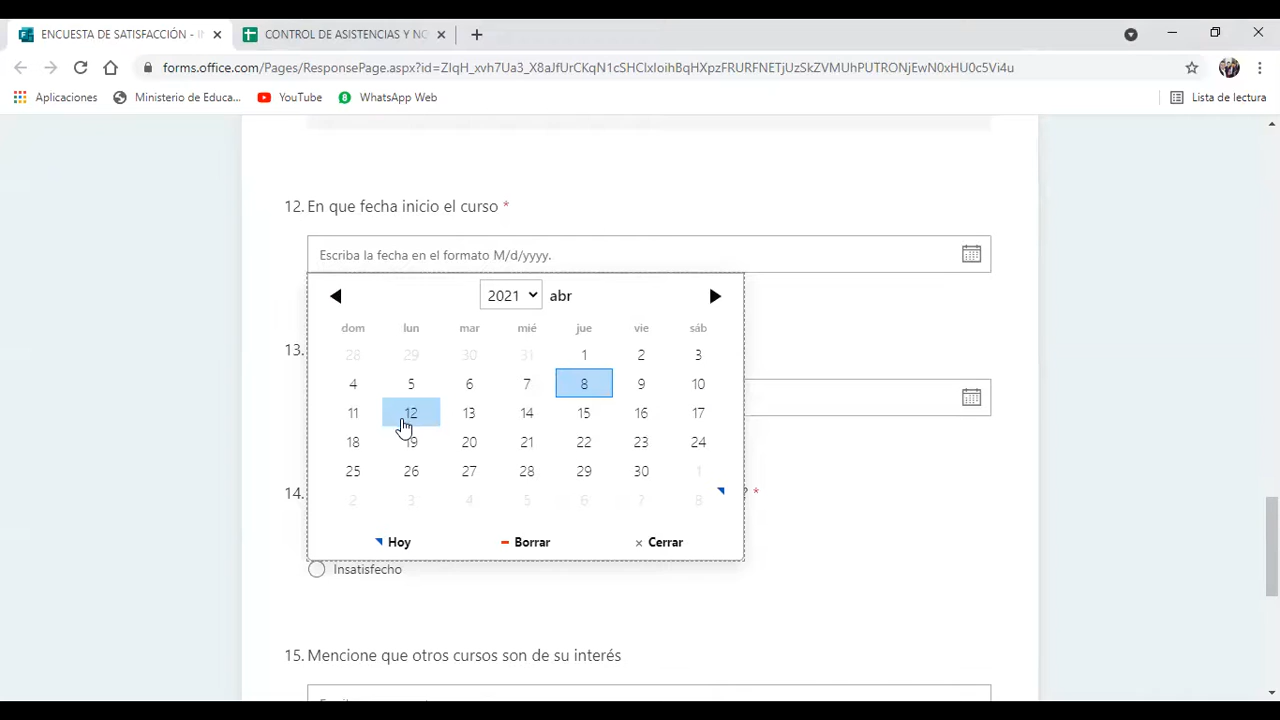 ENCUESTA DE SATISFACCIÓN - I
CONTROL DE ASISTENCIAS Y NO
forms.office.com/Pages/ResponsePage.aspx?id=ZIqH_xvh7Ua3_X8aJfUrCKqN1cSHClxIoihBqHXpzFRURFNETjUzSkZVMUhPUTRONjEwN0xHU0c5Vi4u
Aplicaciones
Ministerio de Educa...
YouTube
WhatsApp Web
Lista de lectura
12. En que fecha inicio el curso *
Escriba la fecha en el formato M/d/yyyy.
2021 abr
dom lun mar mié jue vie sáb
28 29 30 31 1 2 3
4 5 6 7 8 9 10
11 12 13 14 15 16 17
18 19 20 21 22 23 24
25 26 27 28 29 30 1
2 3 4 5 6 7 8
Hoy Borrar Cerrar
13.
14. ? *
Insatisfecho
15. Mencione que otros cursos son de su interés